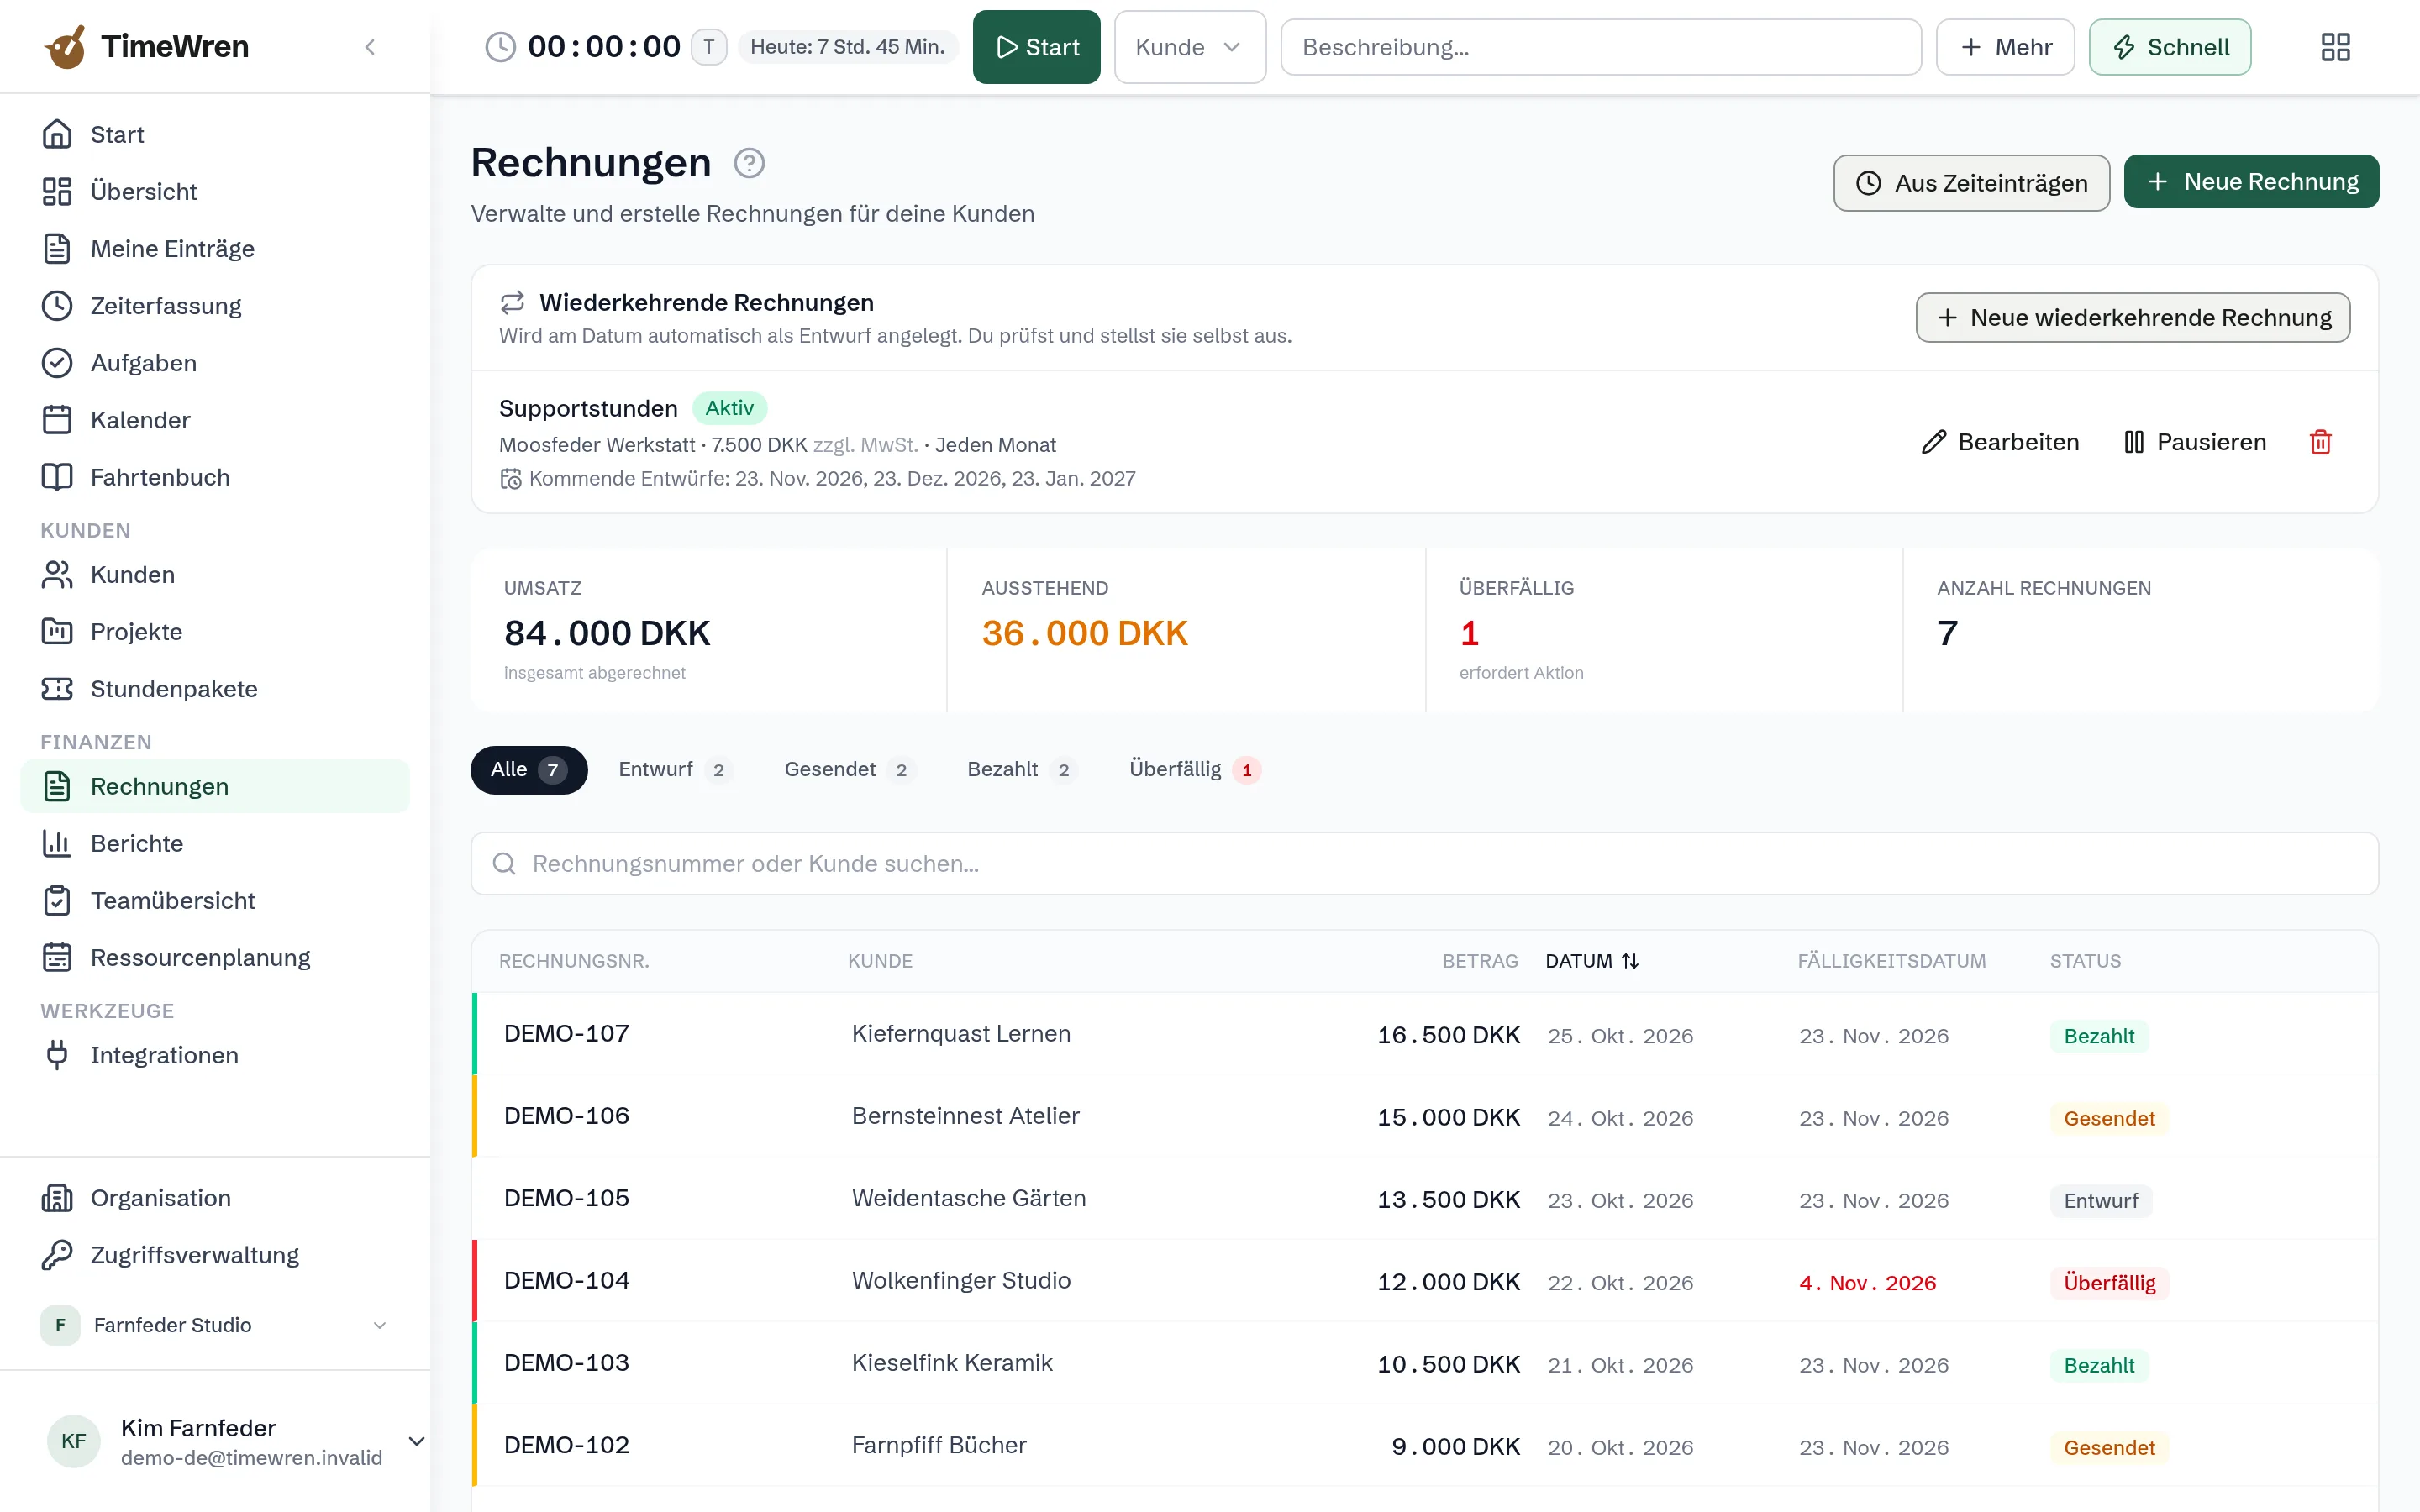 TimeWren
00:00:00 T Heute: 7 Std. 45 Min. Start Kunde Beschreibung... Mehr Schnell
Start
Übersicht
Meine Einträge
Zeiterfassung
Aufgaben
Kalender
Fahrtenbuch
KUNDEN
Kunden
Projekte
Stundenpakete
FINANZEN
Rechnungen
Berichte
Teamübersicht
Ressourcenplanung
WERKZEUGE
Integrationen
Organisation
Zugriffsverwaltung
F Farnfeder Studio
KF Kim Farnfeder
demo-de@timewren.invalid
Rechnungen
Verwalte und erstelle Rechnungen für deine Kunden
Aus Zeiteinträgen
Neue Rechnung
Wiederkehrende Rechnungen
Wird am Datum automatisch als Entwurf angelegt. Du prüfst und stellst sie selbst aus.
Neue wiederkehrende Rechnung
Supportstunden Aktiv
Moosfeder Werkstatt · 7.500 DKK zzgl. MwSt. · Jeden Monat
Kommende Entwürfe: 23. Nov. 2026, 23. Dez. 2026, 23. Jan. 2027
Bearbeiten Pausieren
UMSATZ
84.000 DKK
insgesamt abgerechnet
AUSSTEHEND
36.000 DKK
ÜBERFÄLLIG
1
erfordert Aktion
ANZAHL RECHNUNGEN
7
Alle 7 Entwurf 2 Gesendet 2 Bezahlt 2 Überfällig 1
Rechnungsnummer oder Kunde suchen...
RECHNUNGSNR. KUNDE BETRAG DATUM FÄLLIGKEITSDATUM STATUS
DEMO-107 Kiefernquast Lernen 16.500 DKK 25. Okt. 2026 23. Nov. 2026 Bezahlt
DEMO-106 Bernsteinnest Atelier 15.000 DKK 24. Okt. 2026 23. Nov. 2026 Gesendet
DEMO-105 Weidentasche Gärten 13.500 DKK 23. Okt. 2026 23. Nov. 2026 Entwurf
DEMO-104 Wolkenfinger Studio 12.000 DKK 22. Okt. 2026 4. Nov. 2026 Überfällig
DEMO-103 Kieselfink Keramik 10.500 DKK 21. Okt. 2026 23. Nov. 2026 Bezahlt
DEMO-102 Farnpfiff Bücher 9.000 DKK 20. Okt. 2026 23. Nov. 2026 Gesendet